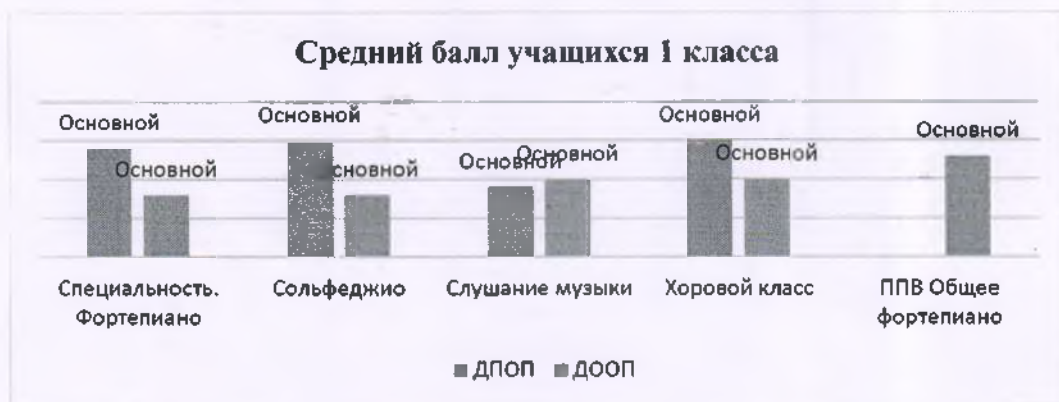 Средний балл учащихся 1 класса
Основной
Основной
Основной
Основной
Основной
Основной
Основной
Основной
Основной
Специальность.
Фортепиано
Сольфеджио
Слушание музыки
Хоровой класс
ППВ Общее
фортепиано
ДПОП
ДООП